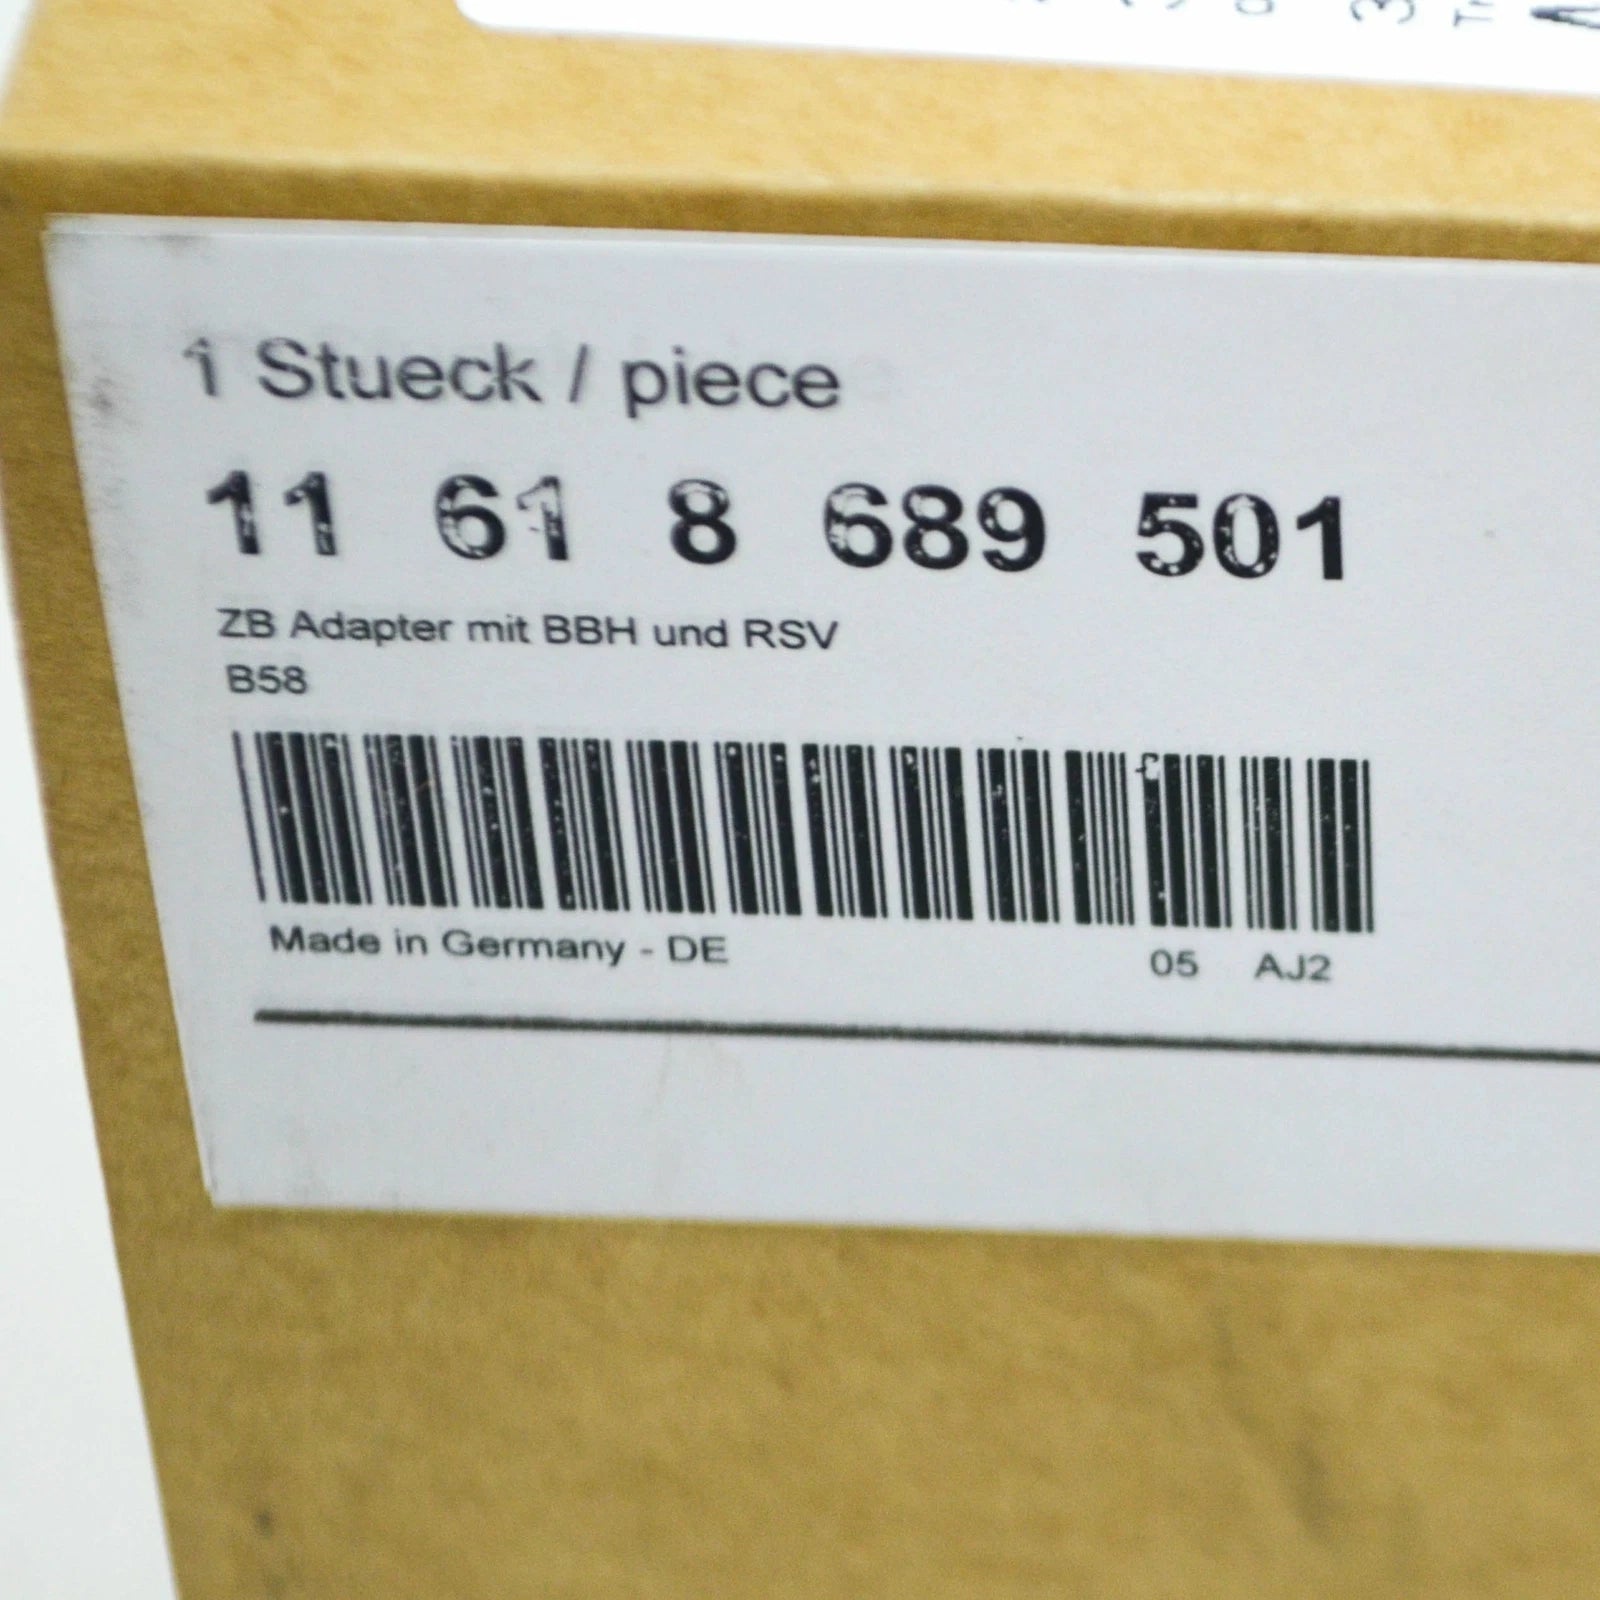 1 Stueck / piece
11 61 8 689 501
ZB Adapter mit BBH und RSV
B58
Made in Germany - DE 05 AJ2